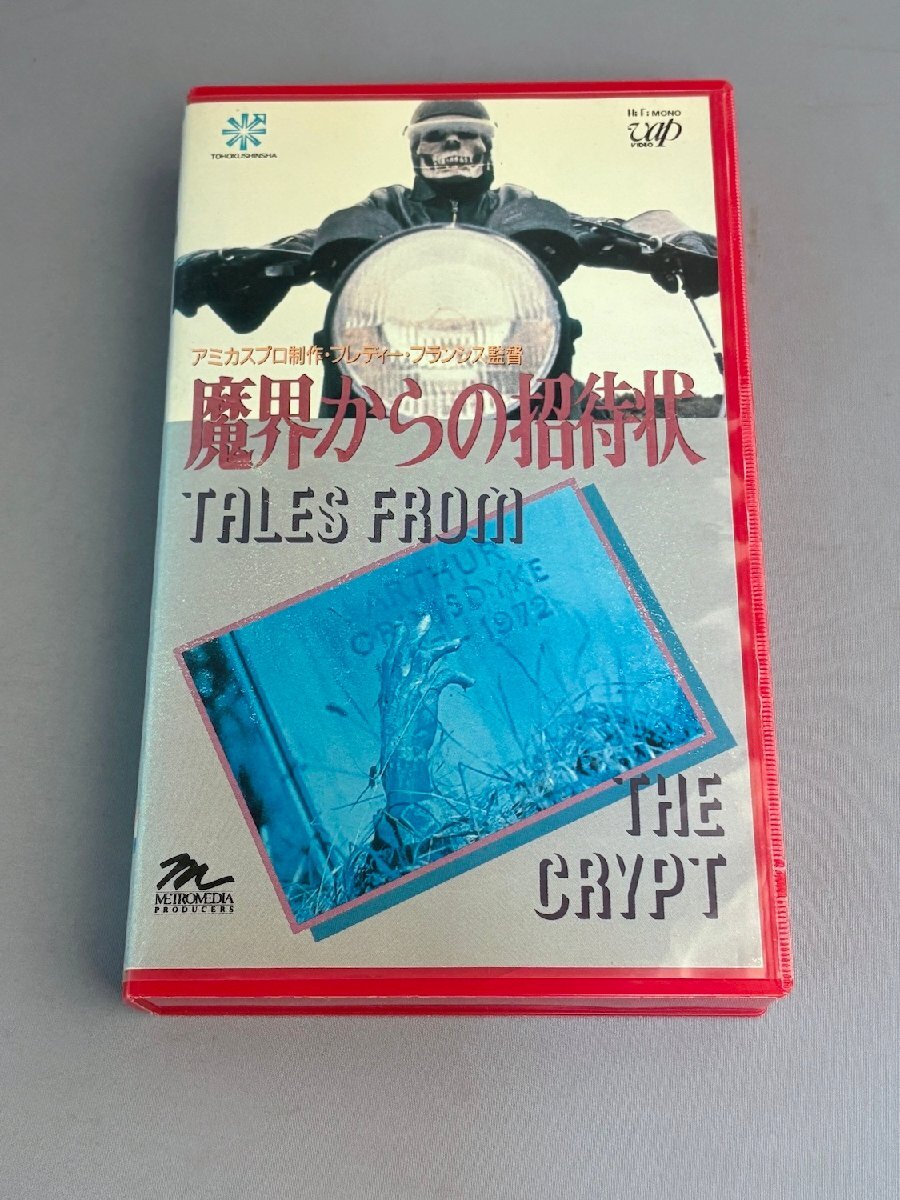 TOHOKUSHINSHA
Hi-Fi MONO
vap
VIDEO
アミカスプロ制作・フレディー・フランシス監督
魔界からの招待状
TALES FROM
ARTHUR
1972
THE
CRYPT
m
METROMEDIA
PRODUCERS